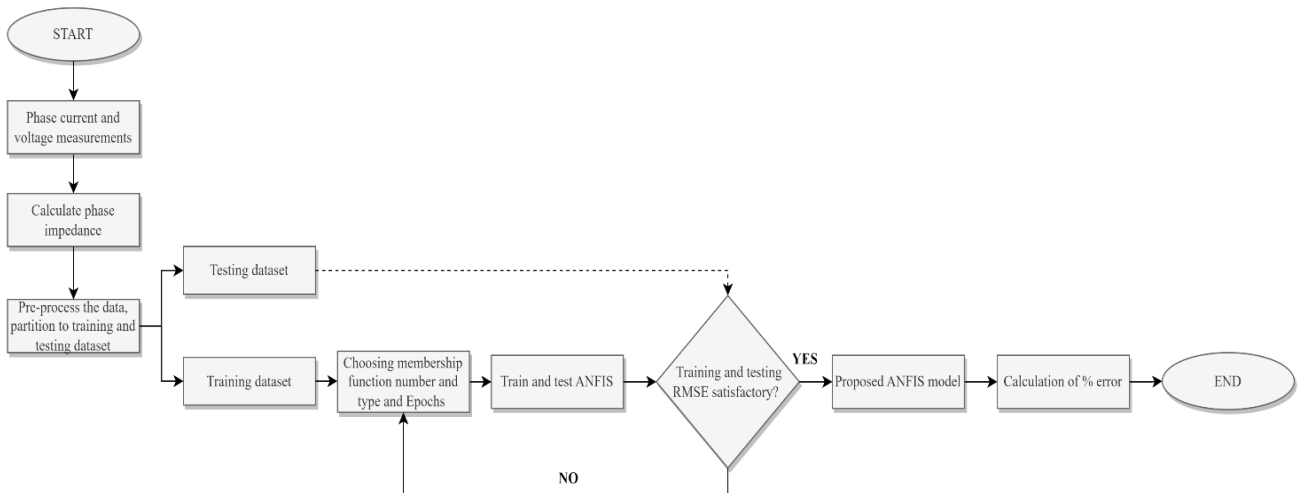 START
Phase current and
voltage measurements
Calculate phase
impedance
Pre-process the data,
partition to training and
testing dataset
Testing dataset
Training dataset
Choosing membership
function number and
type and Epochs
Train and test ANFIS
Training and testing
RMSE satisfactory?
YES
NO
Proposed ANFIS model
Calculation of % error
END